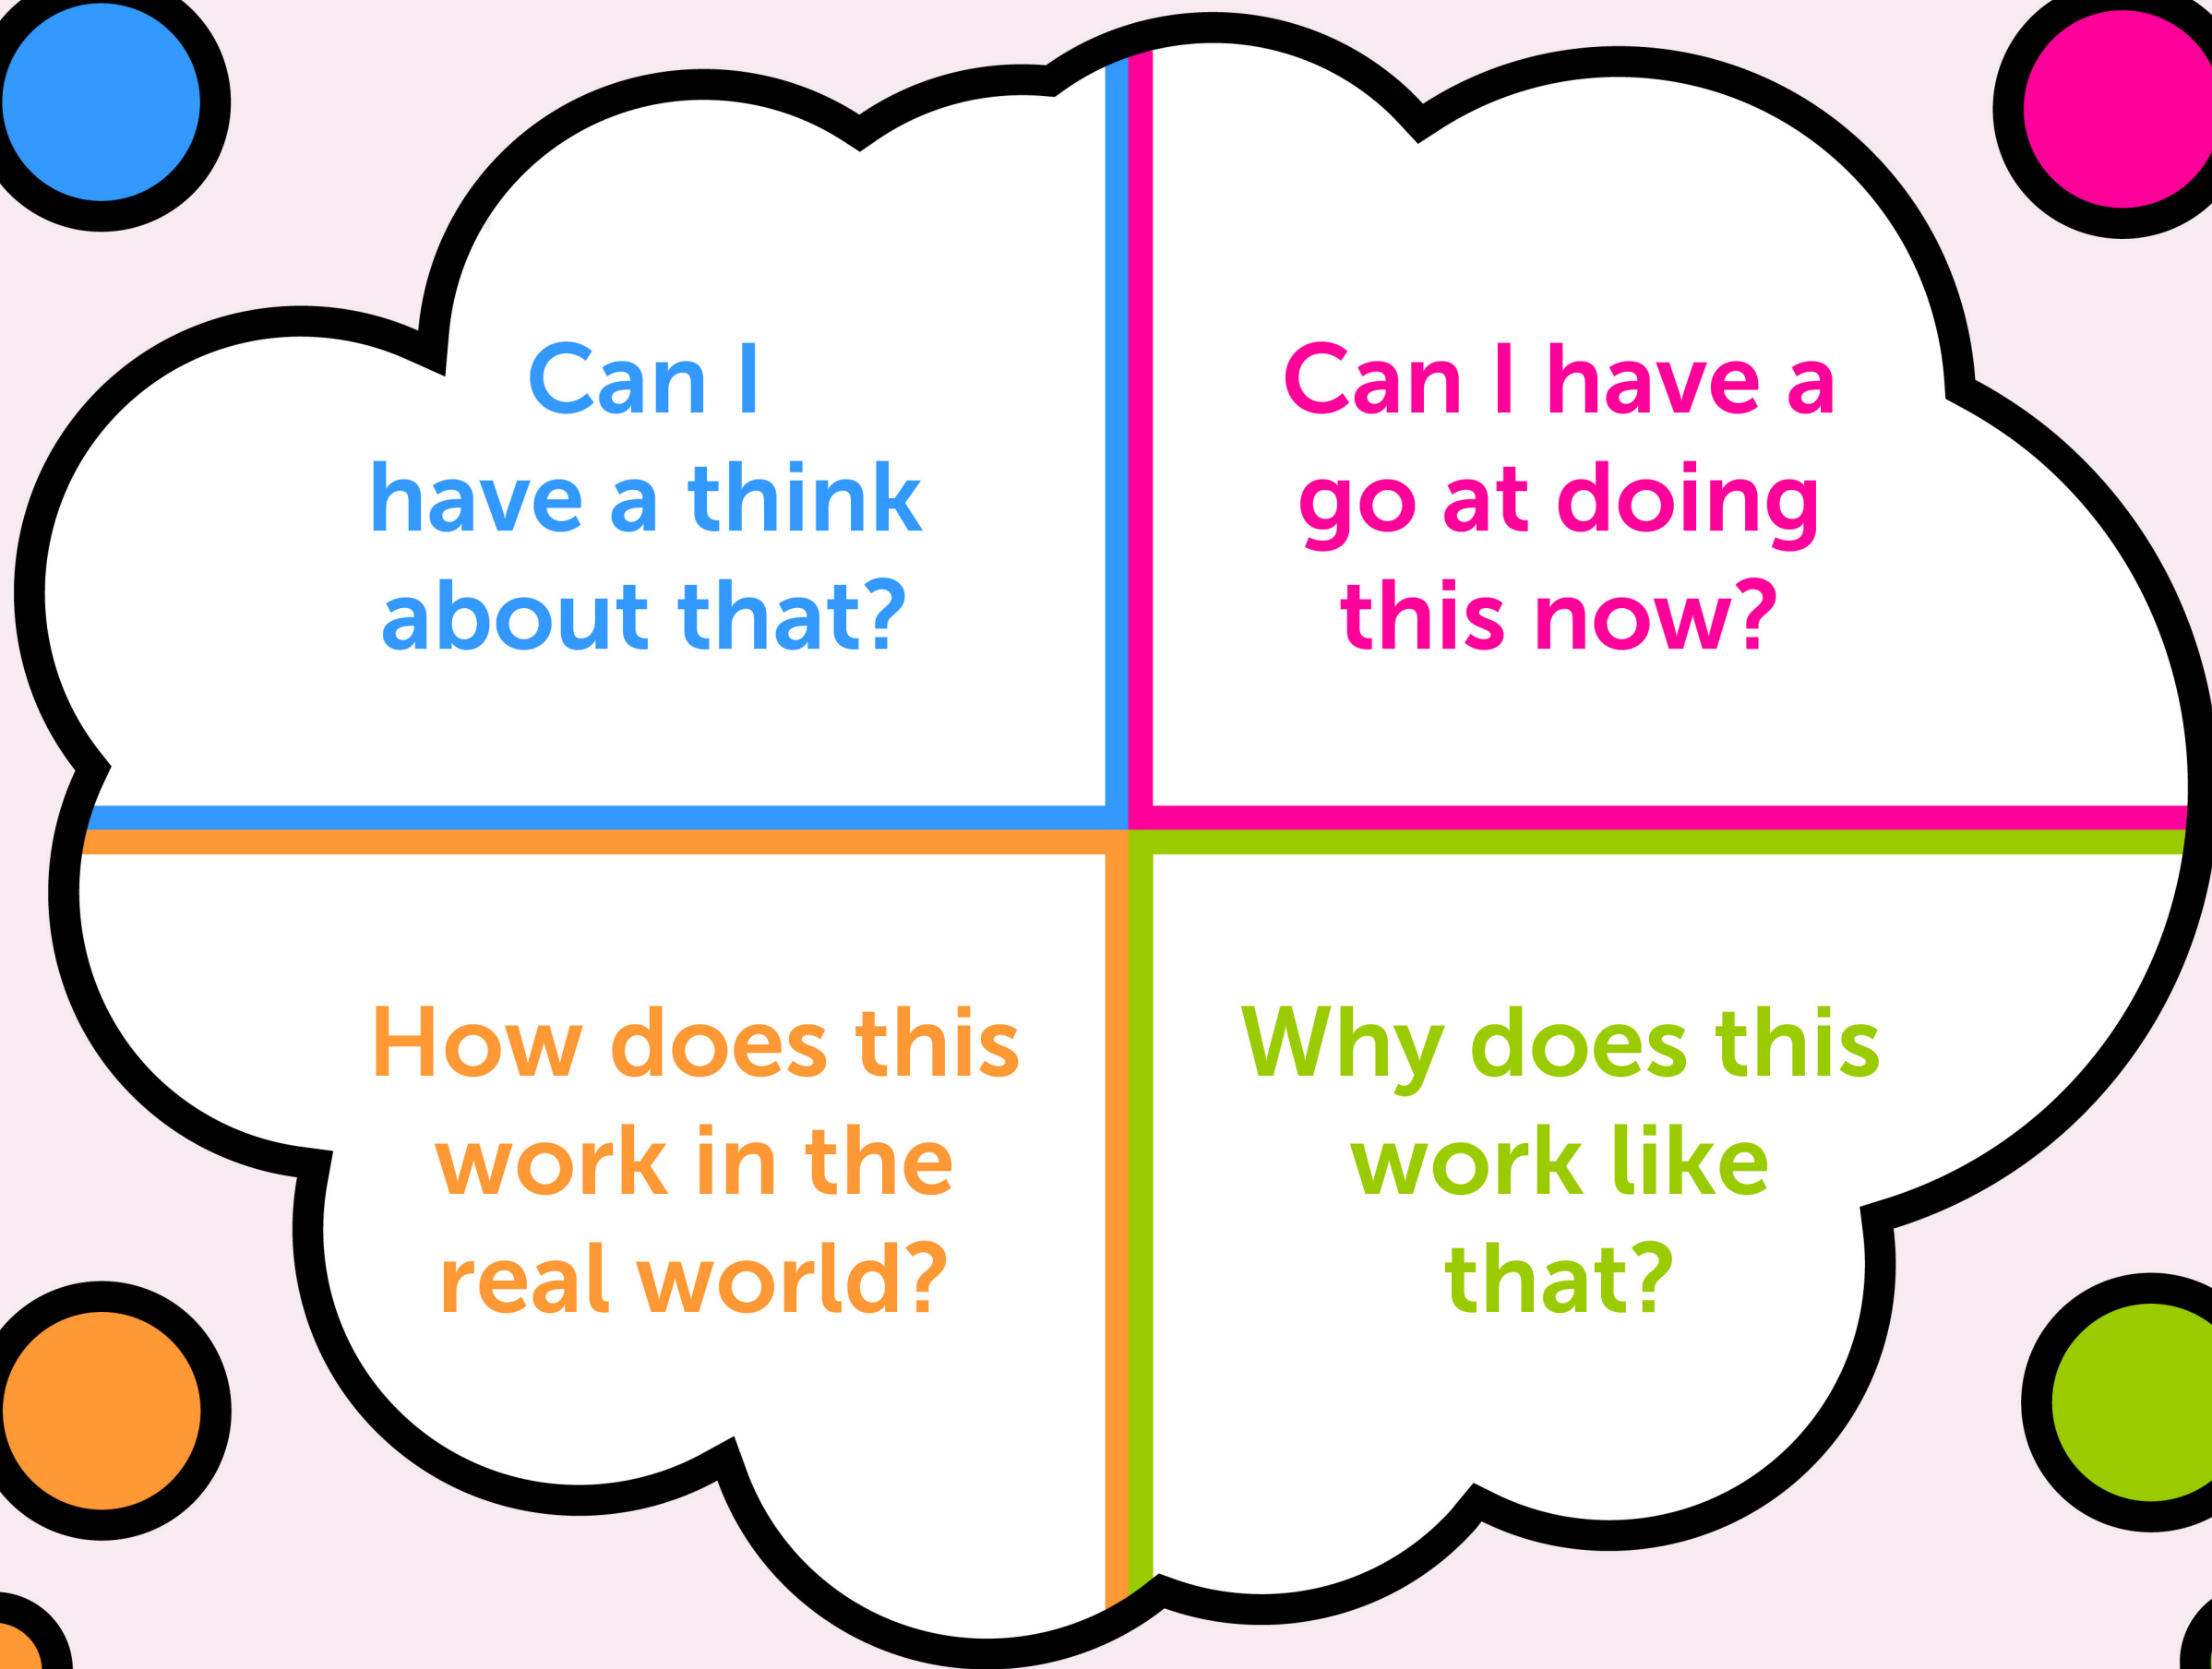 Can I
have a think
about that?
Can I have a
go at doing
this now?
How does this
work in the
real world?
Why does this
work like
that?